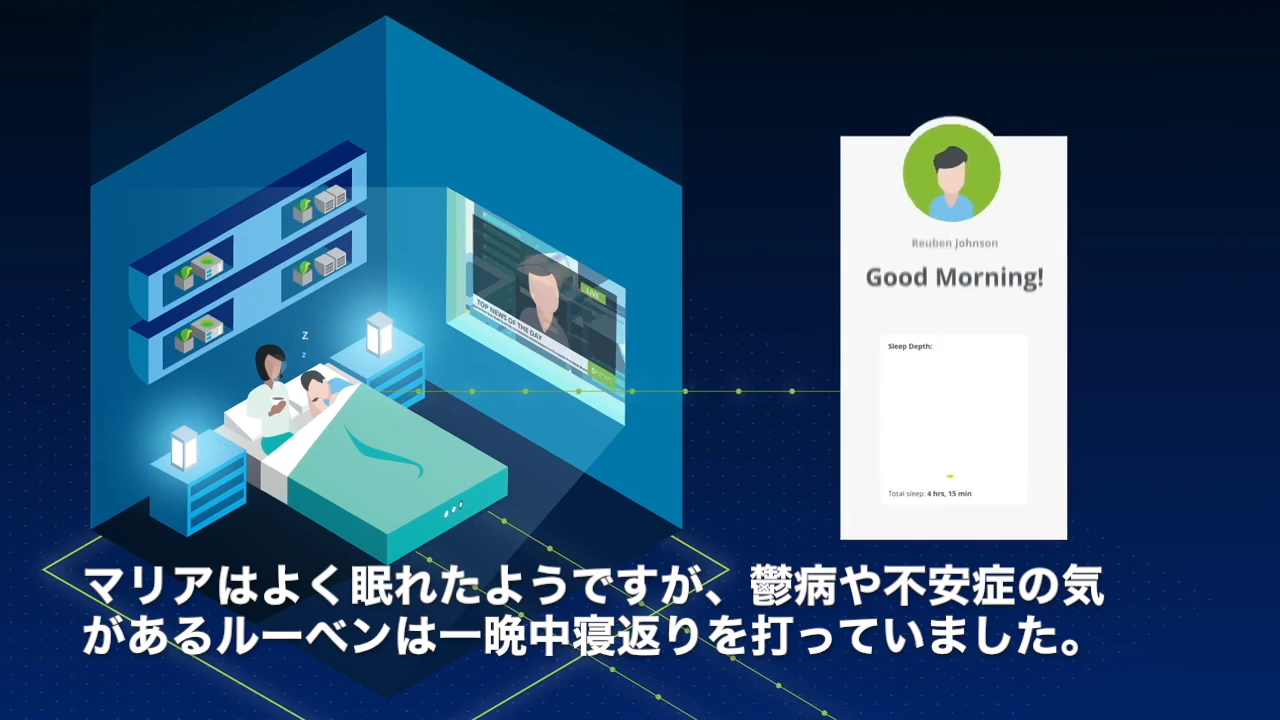 Z
z
LIVE
TOP NEWS OF THE DAY
Reuben Johnson
Good Morning!
Sleep Depth:
Total sleep: 4 hrs, 15 min
マリアはよく眠れたようですが、鬱病や不安症の気
があるルーベンは一晩中寝返りを打っていました。